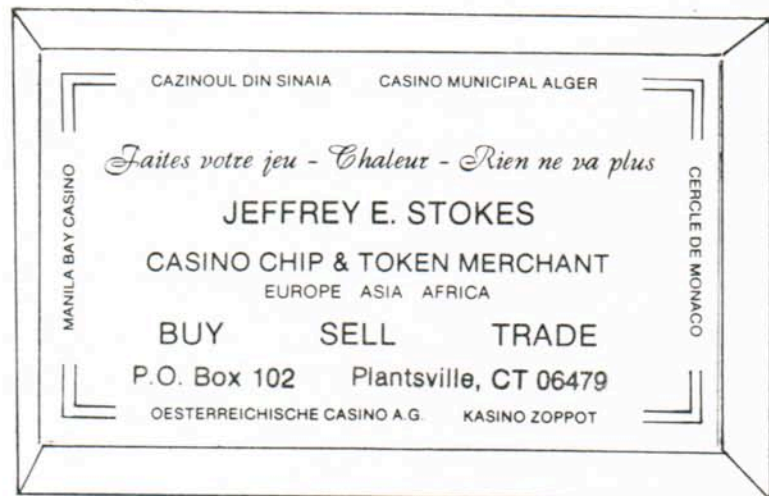 CAZINOUL DIN SINAIA CASINO MUNICIPAL ALGER
MANILA BAY CASINO
Faites votre jeu - Chaleur - Rien ne va plus
JEFFREY E. STOKES
CASINO CHIP & TOKEN MERCHANT
EUROPE ASIA AFRICA
BUY SELL TRADE
P.O. Box 102 Plantsville, CT 06479
CERCLE DE MONACO
OESTERREICHISCHE CASINO A.G. KASINO ZOPPOT